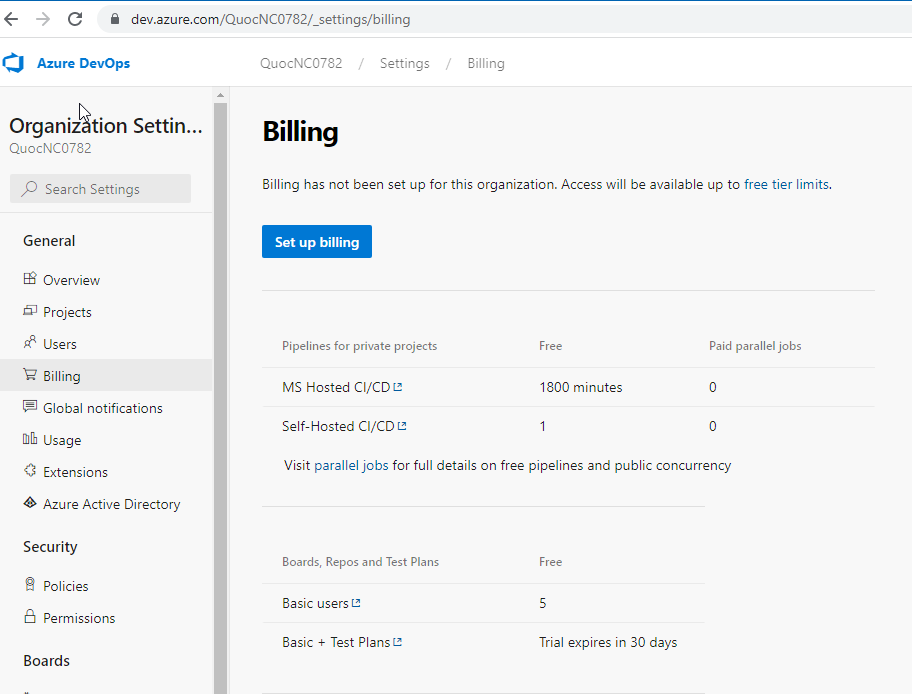 dev.azure.com/QuocNC0782/_settings/billing
Azure DevOps
QuocNC0782 / Settings / Billing
Organization Settin...
QuocNC0782
Search Settings
General
Overview
Projects
Users
Billing
Global notifications
Usage
Extensions
Azure Active Directory
Security
Policies
Permissions
Boards
Billing
Billing has not been set up for this organization. Access will be available up to free tier limits.
Set up billing
Pipelines for private projects Free Paid parallel jobs
MS Hosted CI/CD 1800 minutes 0
Self-Hosted CI/CD 1 0
Visit parallel jobs for full details on free pipelines and public concurrency
Boards, Repos and Test Plans Free
Basic users 5
Basic + Test Plans Trial expires in 30 days